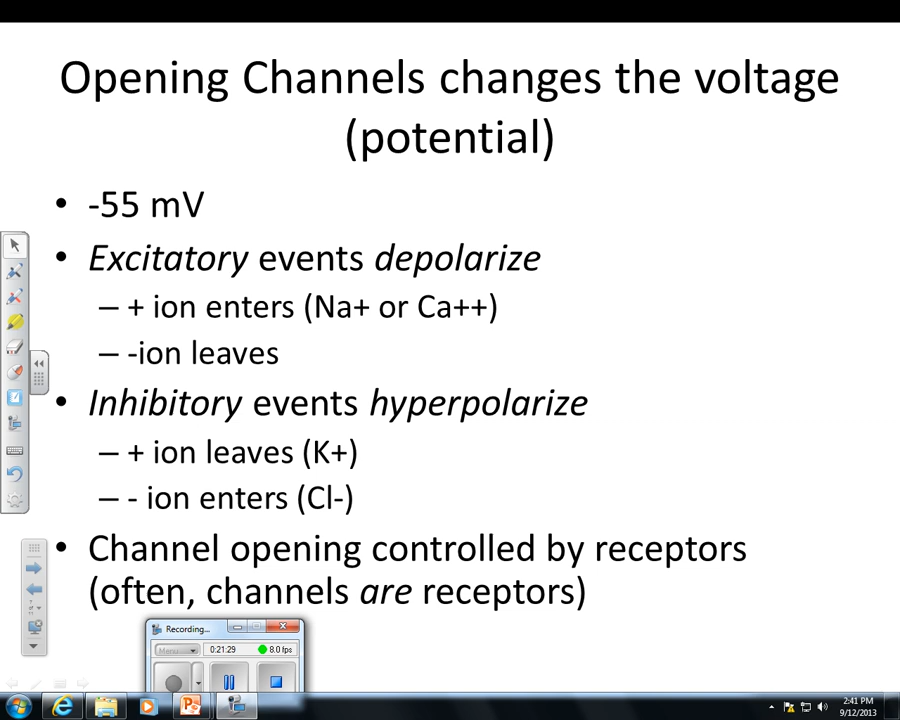 Opening Channels changes the voltage
(potential)
• -55 mV
• Excitatory events depolarize
– + ion enters (Na+ or Ca++)
– -ion leaves
• Inhibitory events hyperpolarize
– + ion leaves (K+)
– - ion enters (Cl-)
• Channel opening controlled by receptors
(often, channels are receptors)
Recording...
Menu 0:21:29 8.0 fps
2:41 PM
9/12/2013